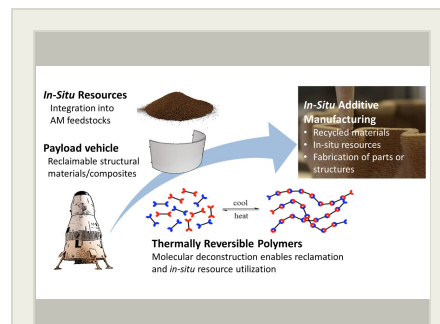 In-Situ Resources
Integration into
AM feedstocks
Payload vehicle
Reclaimable structural
materials/composites
In-Situ Additive
Manufacturing
• Recycled materials
• In-situ resources
• Fabrication of parts or
structures
cool
heat
Thermally Reversible Polymers
Molecular deconstruction enables reclamation
and in-situ resource utilization